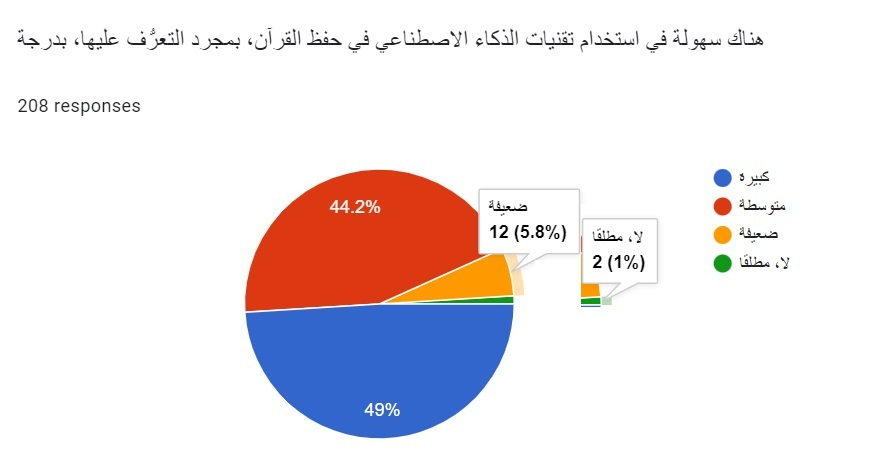 هناك سهولة في استخدام تقنيات الذكاء الاصطناعي في حفظ القرآن، بمجرد التعرُّف عليها، بدرجة
208 responses
44.2%
ضعيفة
12 (5.8%)
لا، مطلقًا
2 (1%)
49%
كبيرة
متوسطة
ضعيفة
لا، مطلقًا